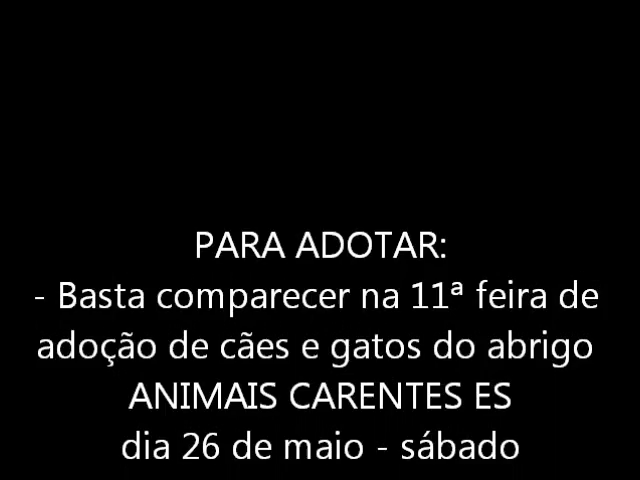 PARA ADOTAR:
- Basta comparecer na 11ª feira de
adoção de cães e gatos do abrigo
ANIMAIS CARENTES ES
dia 26 de maio - sábado